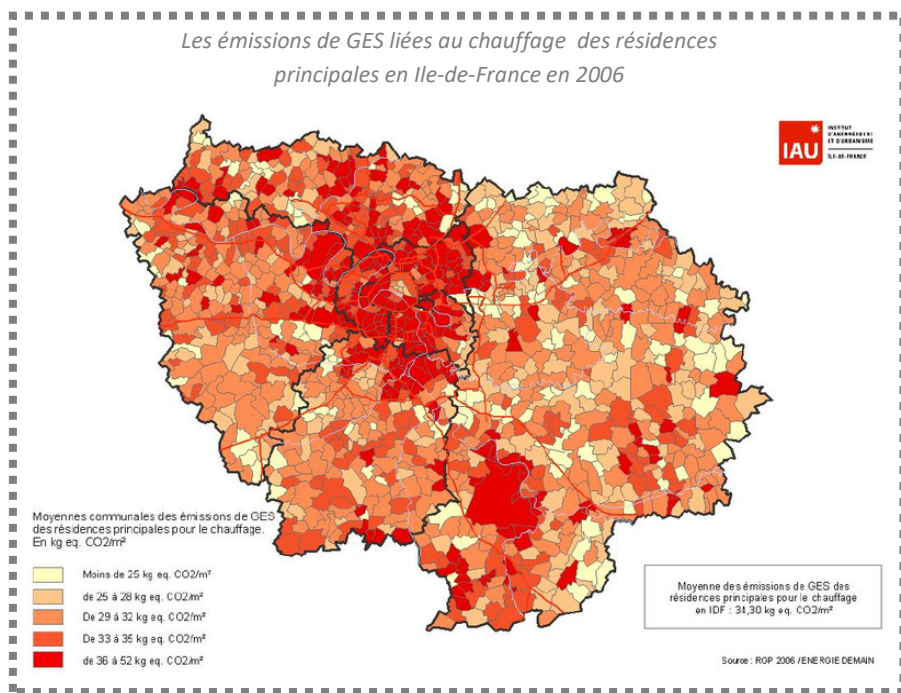 Les émissions de GES liées au chauffage des résidences
principales en Ile-de-France en 2006
IAU
INSTITUT
D'AMÉNAGEMENT
ET D'URBANISME
ÎLE-DE-FRANCE
Moyennes communales des émissions de GES
des résidences principales pour le chauffage.
En kg eq. CO2/m²
Moins de 25 kg eq. CO2/m²
de 25 à 28 kg eq. CO2/m²
De 29 à 32 kg eq. CO2/m²
De 33 à 35 kg eq. CO2/m²
de 36 à 52 kg eq. CO2/m²
Moyenne des émissions de GES des
résidences principales pour le chauffage
en IDF : 34,30 kg eq. CO2/m²
Source : RGP 2006 /ENERGIE DEMAIN